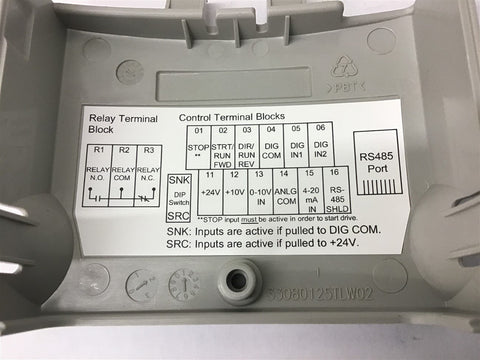 >PBT<
Relay Terminal
Block
R1 R2 R3
RELAY RELAY RELAY
N.O. COM N.C.
Control Terminal Blocks
01 02 03 04 05 06
STOP STRT/ DIR/ DIG DIG DIG
** RUN RUN COM IN1 IN2
FWD REV
SNK
DIP
Switch
SRC
11 12 13 14 15 16
+24V +10V 0-10V ANLG 4-20 RS-
IN COM mA 485
IN SHLD
**STOP input must be active in order to start drive.
RS485
Port
SNK: Inputs are active if pulled to DIG COM.
SRC: Inputs are active if pulled to +24V.
S3080125TLW02